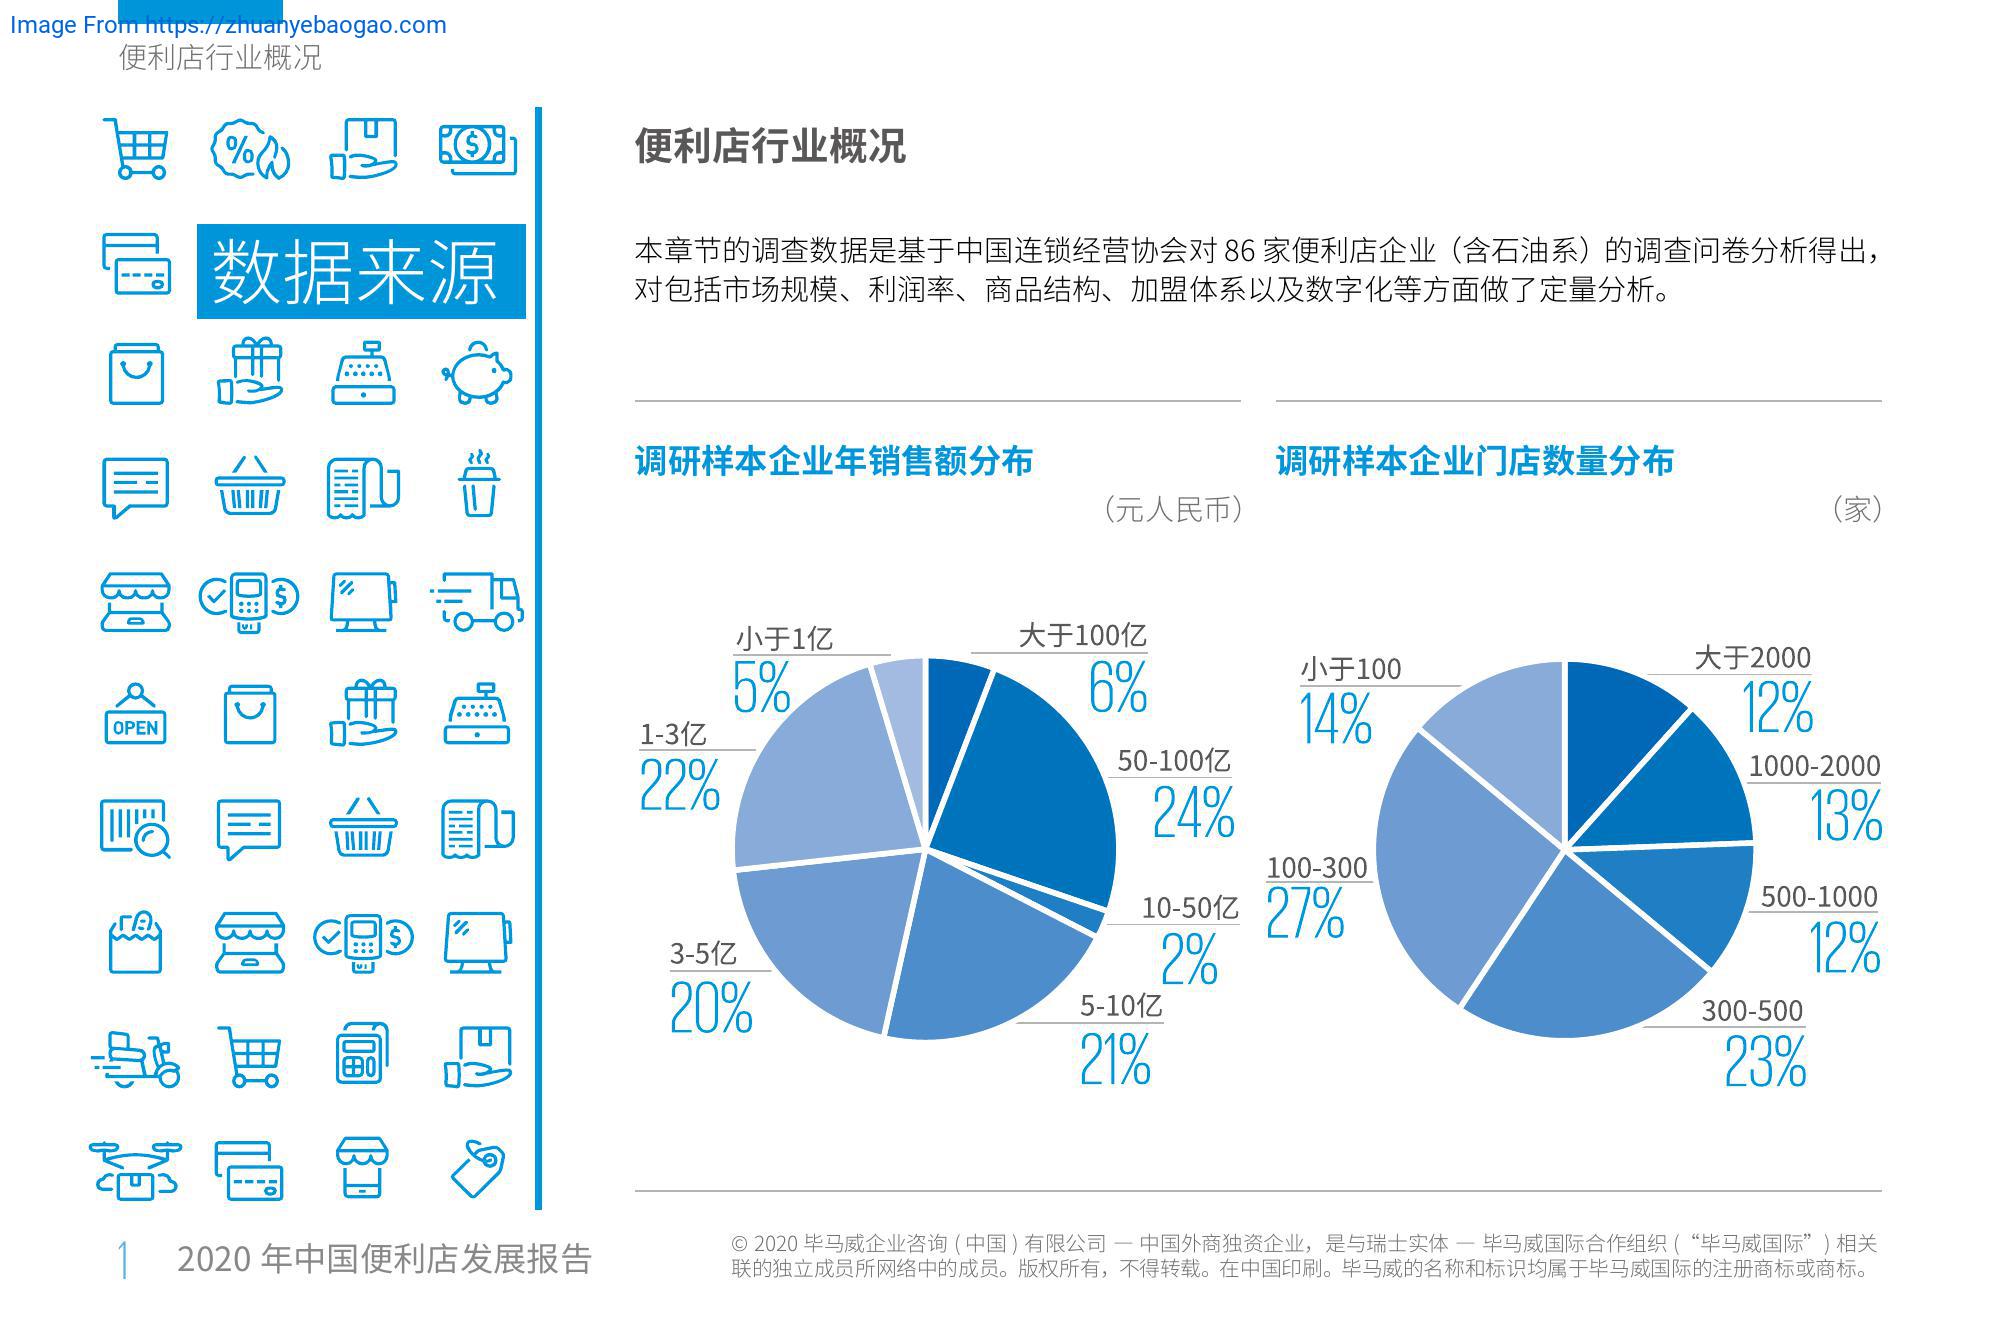 Image From https://zhuanyebaogao.com
便利店行业概况
数据来源
OPEN
便利店行业概况
本章节的调查数据是基于中国连锁经营协会对 86 家便利店企业（含石油系）的调查问卷分析得出，
对包括市场规模、利润率、商品结构、加盟体系以及数字化等方面做了定量分析。
调研样本企业年销售额分布
（元人民币）
小于1亿
5%
大于100亿
6%
1-3亿
22%
50-100亿
24%
10-50亿
2%
3-5亿
20%
5-10亿
21%
调研样本企业门店数量分布
（家）
小于100
14%
大于2000
12%
1000-2000
13%
100-300
27%
500-1000
12%
300-500
23%
1
2020 年中国便利店发展报告
© 2020 毕马威企业咨询 ( 中国 ) 有限公司 — 中国外商独资企业，是与瑞士实体 — 毕马威国际合作组织 (“毕马威国际” ) 相关
联的独立成员所网络中的成员。版权所有，不得转载。在中国印刷。毕马威的名称和标识均属于毕马威国际的注册商标或商标。